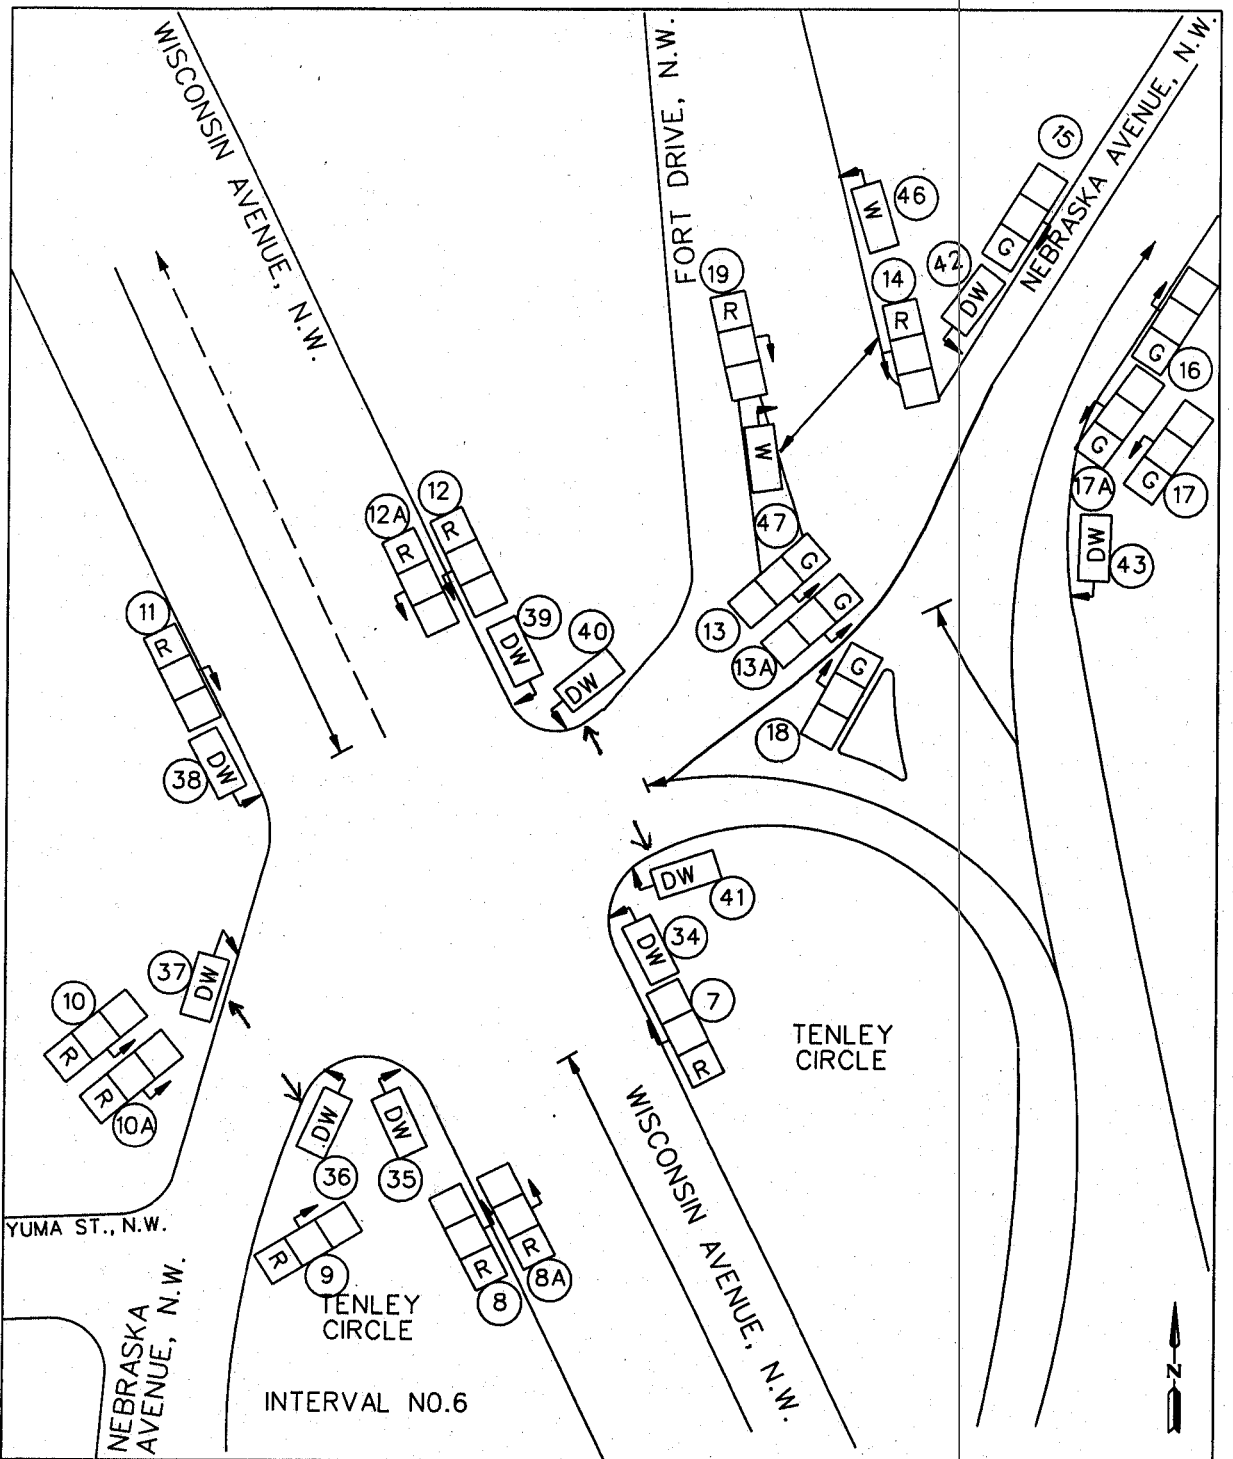 WISCONSIN AVENUE, N.W.
FORT DRIVE, N.W.
NEBRASKA AVENUE, N.W.
15
W
46
G
42
DW
19
R
14
R
G
16
G
17A
G
17
W
47
DW
43
12
R
12A
R
G
13
G
13A
39
DW
40
DW
11
R
G
18
DW
38
DW
41
34
DW
7
R
37
DW
10
R
R
10A
TENLEY
CIRCLE
WISCONSIN AVENUE, N.W.
DW
36
DW
35
YUMA ST., N.W.
R
9
R
8
R
8A
TENLEY
CIRCLE
NEBRASKA
AVENUE, N.W.
INTERVAL NO.6
N